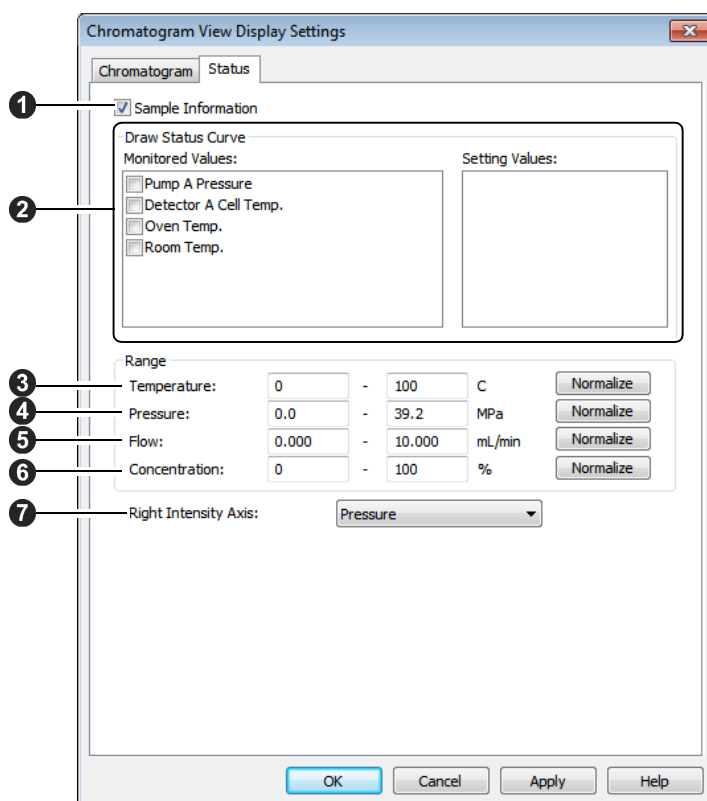 Chromatogram View Display Settings
Chromatogram Status
1 Sample Information
Draw Status Curve
Monitored Values: Setting Values:
Pump A Pressure
2 Detector A Cell Temp.
Oven Temp.
Room Temp.
Range
3 Temperature: 0 - 100 C Normalize
4 Pressure: 0.0 - 39.2 MPa Normalize
5 Flow: 0.000 - 10.000 mL/min Normalize
6 Concentration: 0 - 100 % Normalize
7 Right Intensity Axis: Pressure
OK Cancel Apply Help